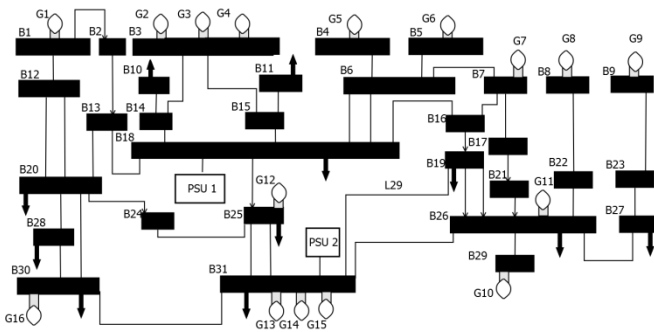 G1 G2 G3 G4 G5 G6 G7 G8 G9
B1 B2 B3 B4 B5
B6 B7 B8 B9
B12 B10 B11
B13 B14 B15 B16
B18 B17
B19
B20 PSU 1 G12 L29 B21 B22 B23
G11
B24 B25 B26 B27
B28 PSU 2
B29
B30 B31
G10
G16 G13 G14 G15